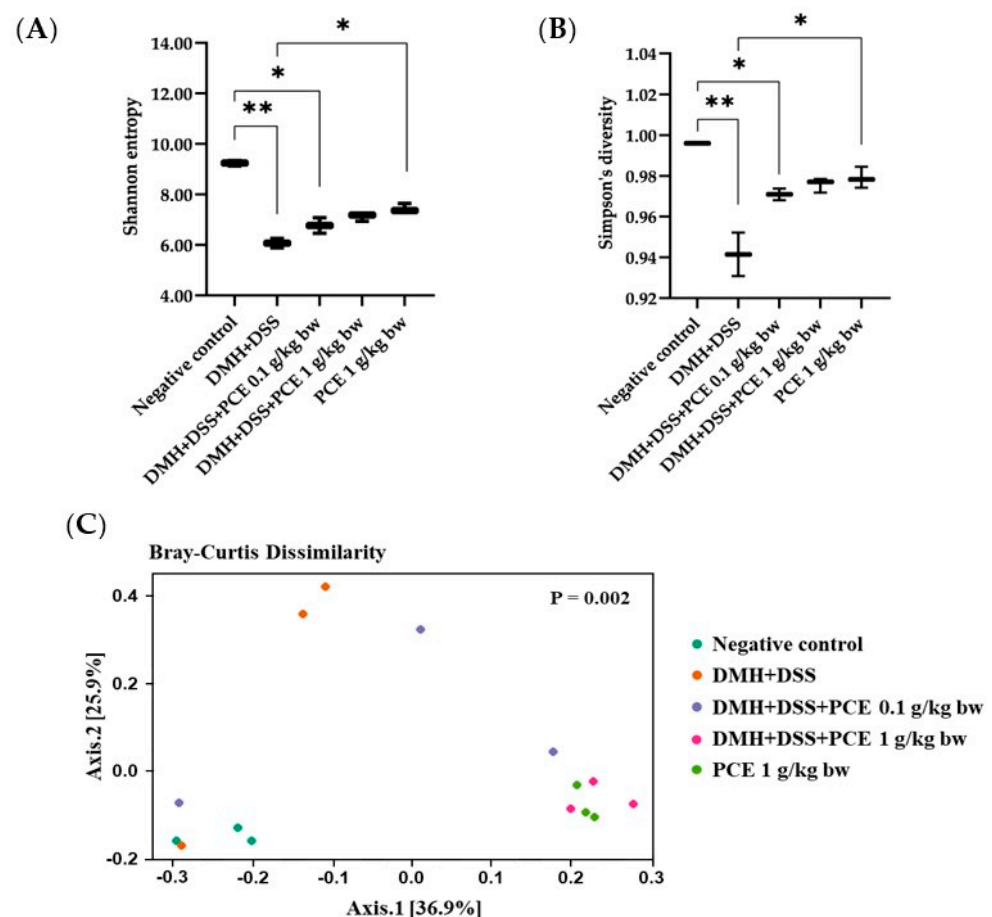 (A)
Shannon entropy
14.00
12.00
10.00
8.00
6.00
4.00
**
*
*
Negative control
DMH+DSS
DMH+DSS+PCE 0.1 g/kg bw
DMH+DSS+PCE 1 g/kg bw
PCE 1 g/kg bw
(B)
Simpson's diversity
1.04
1.02
1.00
0.98
0.96
0.94
0.92
**
*
*
Negative control
DMH+DSS
DMH+DSS+PCE 0.1 g/kg bw
DMH+DSS+PCE 1 g/kg bw
PCE 1 g/kg bw
(C)
Bray-Curtis Dissimilarity
P = 0.002
Axis.2 [25.9%]
0.4
0.2
0.0
-0.2
-0.3 -0.2 -0.1 0.0 0.1 0.2 0.3
Axis.1 [36.9%]
Negative control
DMH+DSS
DMH+DSS+PCE 0.1 g/kg bw
DMH+DSS+PCE 1 g/kg bw
PCE 1 g/kg bw